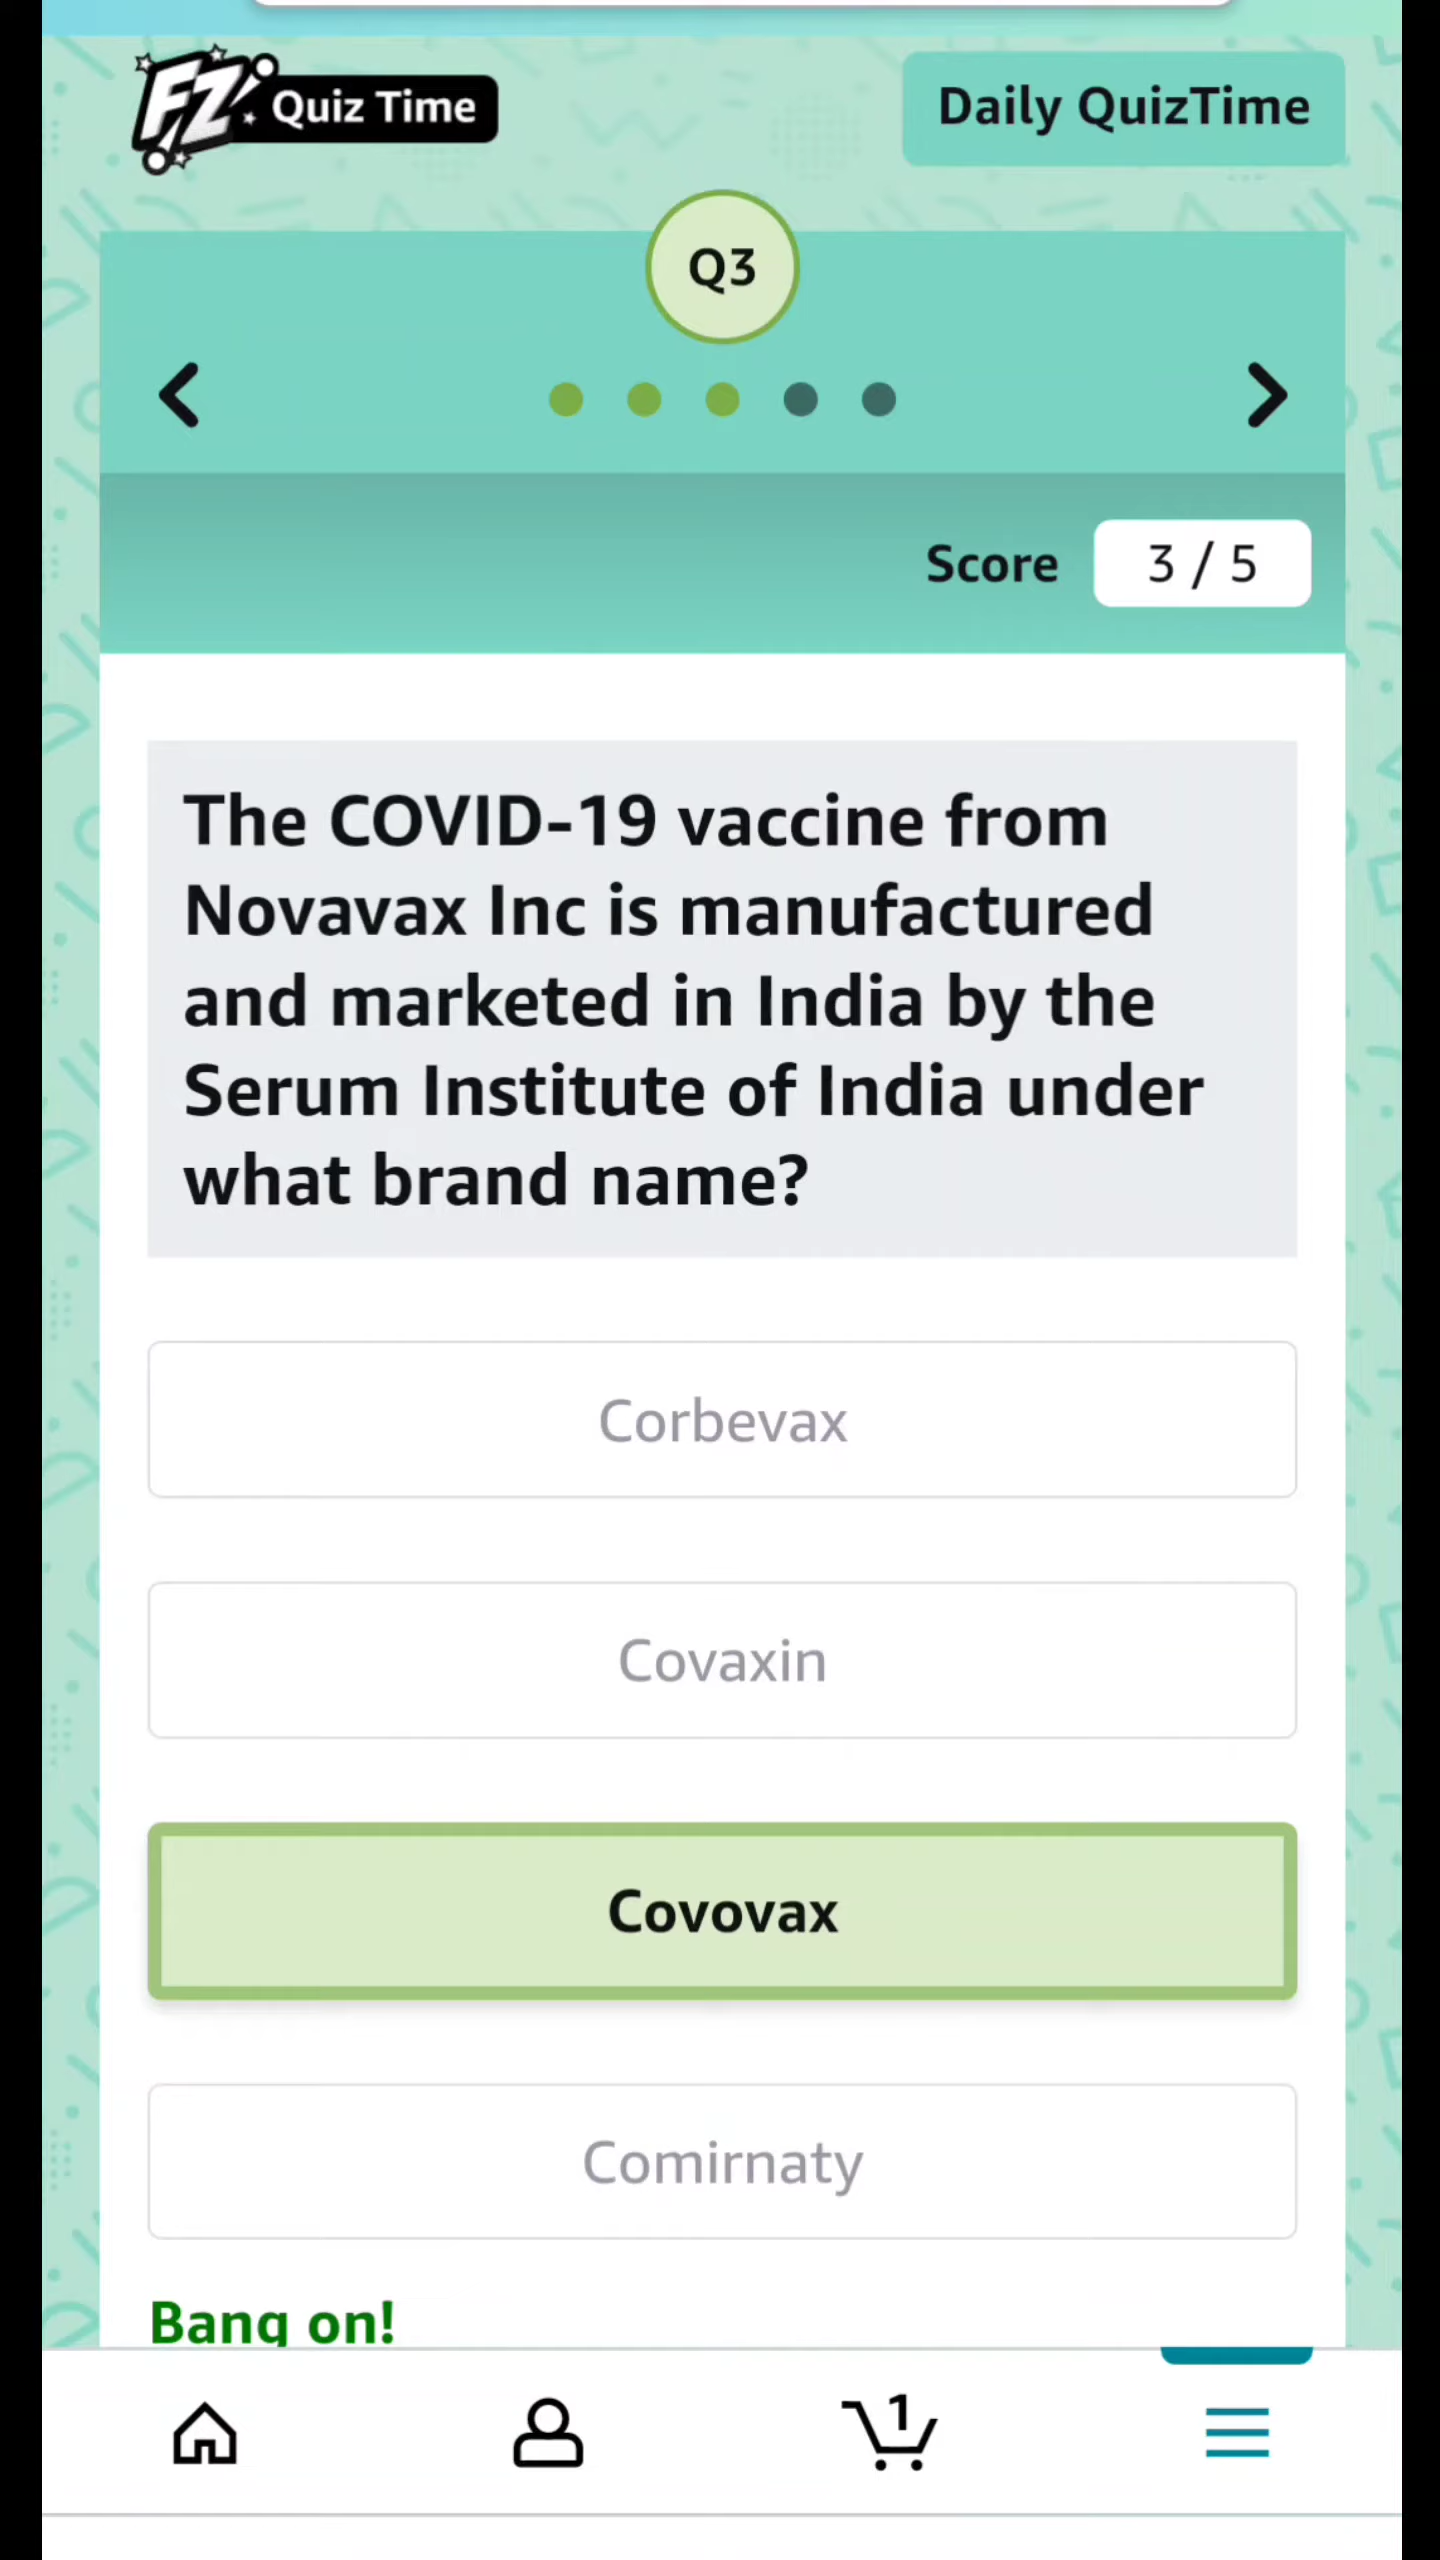 FZ Quiz Time
Daily QuizTime
Q3
Score 3 / 5
The COVID-19 vaccine from
Novavax Inc is manufactured
and marketed in India by the
Serum Institute of India under
what brand name?
Corbevax
Covaxin
Covovax
Comirnaty
Bang on!
1